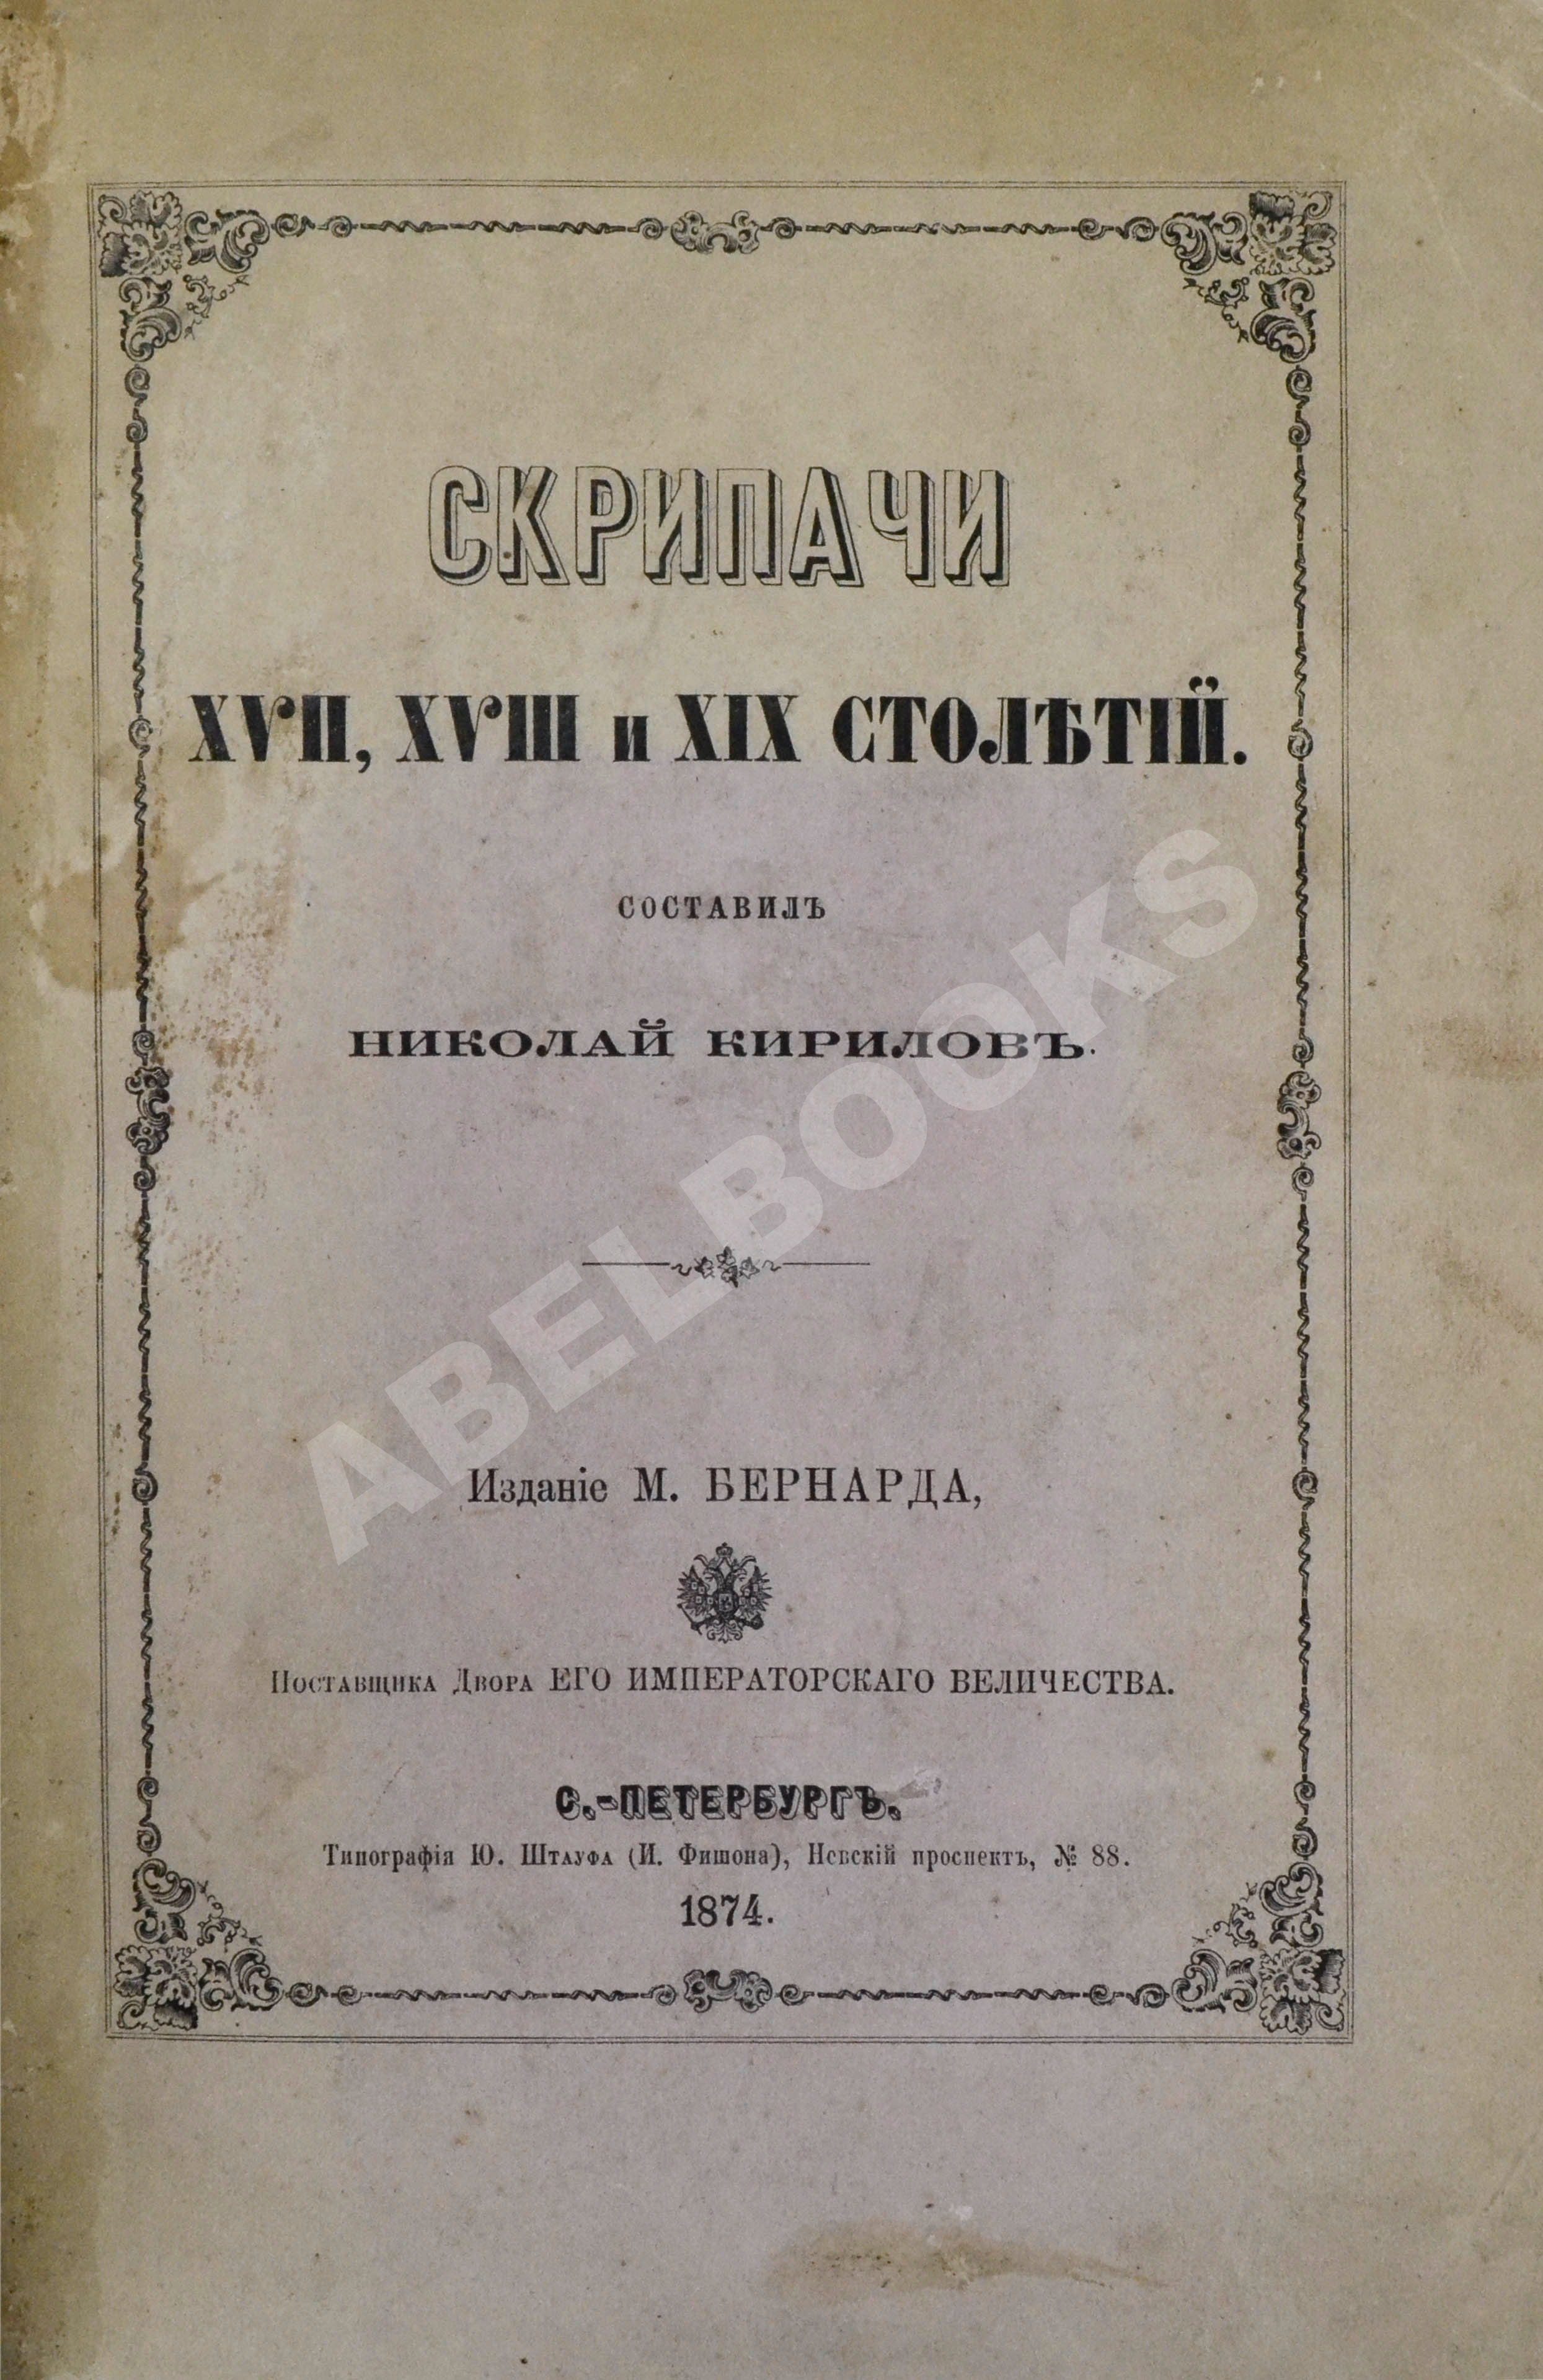 СКРИПАЧИ
XVII, XVIII и XIX СТОЛѢТІЙ.
СОСТАВИЛЪ
НИКОЛАЙ КИРИЛОВЪ.
Изданіе М. БЕРНАРДА,
Поставщика Двора ЕГО ИМПЕРАТОРСКАГО ВЕЛИЧЕСТВА.
С.-ПЕТЕРБУРГЪ.
Типографія Ю. Штауфа (И. Фишона), Невскій проспектъ, № 88.
1874.
ABELBOOKS